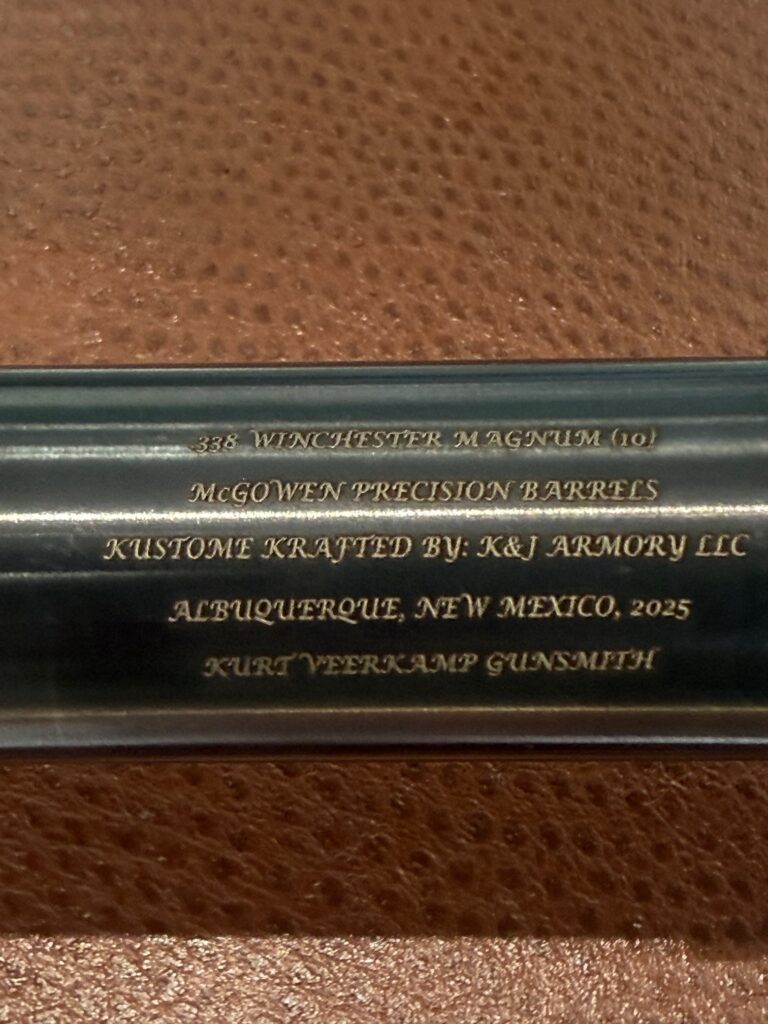 .338 WINCHESTER MAGNUM (10)
McGOWEN PRECISION BARRELS
KUSTOME KRAFTED BY: K&J ARMORY LLC
ALBUQUERQUE, NEW MEXICO, 2025
KURT VEERKAMP GUNSMITH